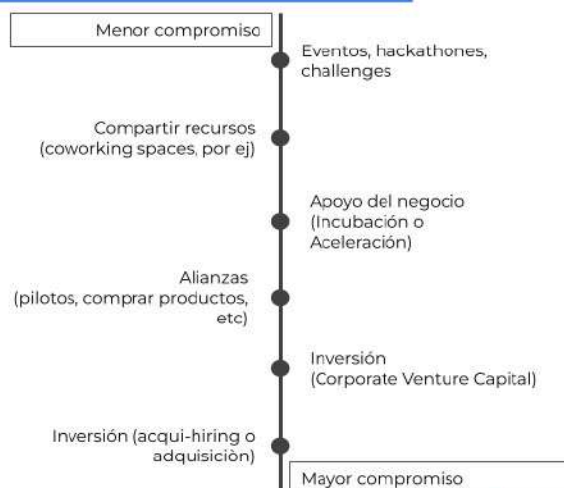 Menor compromiso
Eventos, hackathones,
challenges
Compartir recursos
(coworking spaces, por ej)
Apoyo del negocio
(Incubación o
Aceleración)
Alianzas
(pilotos, comprar productos,
etc)
Inversión
(Corporate Venture Capital)
Inversión (acqui-hiring o
adquisiciòn)
Mayor compromiso